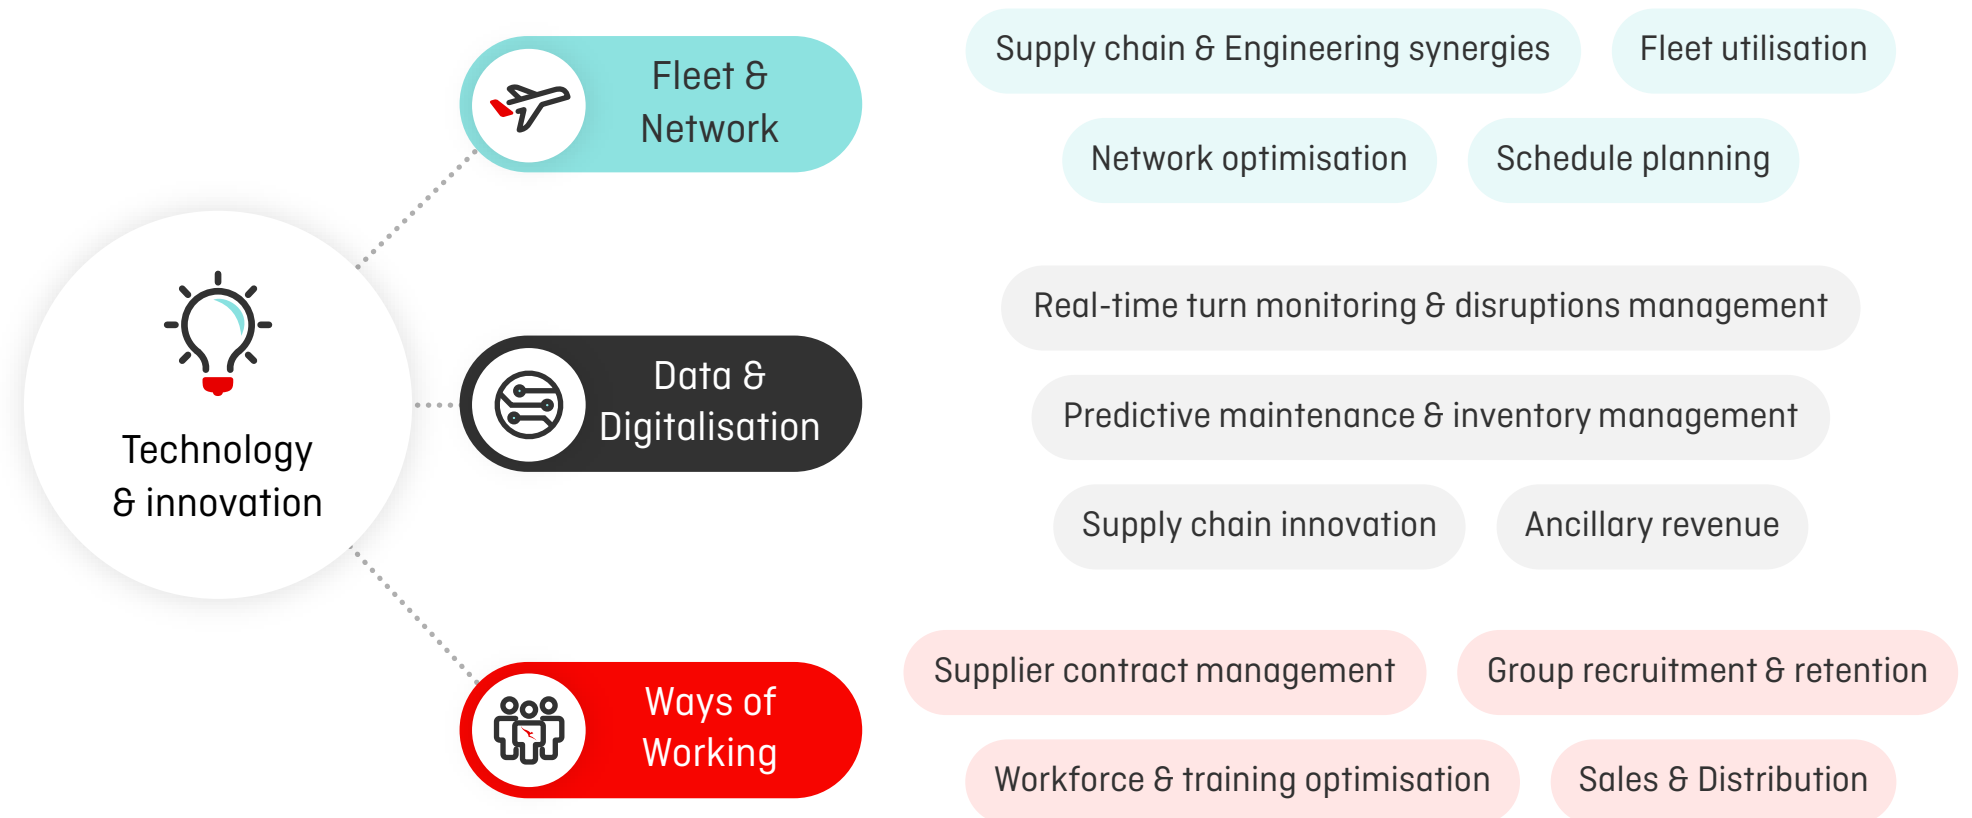 Technology
& innovation
Fleet &
Network
Supply chain & Engineering synergies
Fleet utilisation
Network optimisation
Schedule planning
Data &
Digitalisation
Real-time turn monitoring & disruptions management
Predictive maintenance & inventory management
Supply chain innovation
Ancillary revenue
Ways of
Working
Supplier contract management
Group recruitment & retention
Workforce & training optimisation
Sales & Distribution